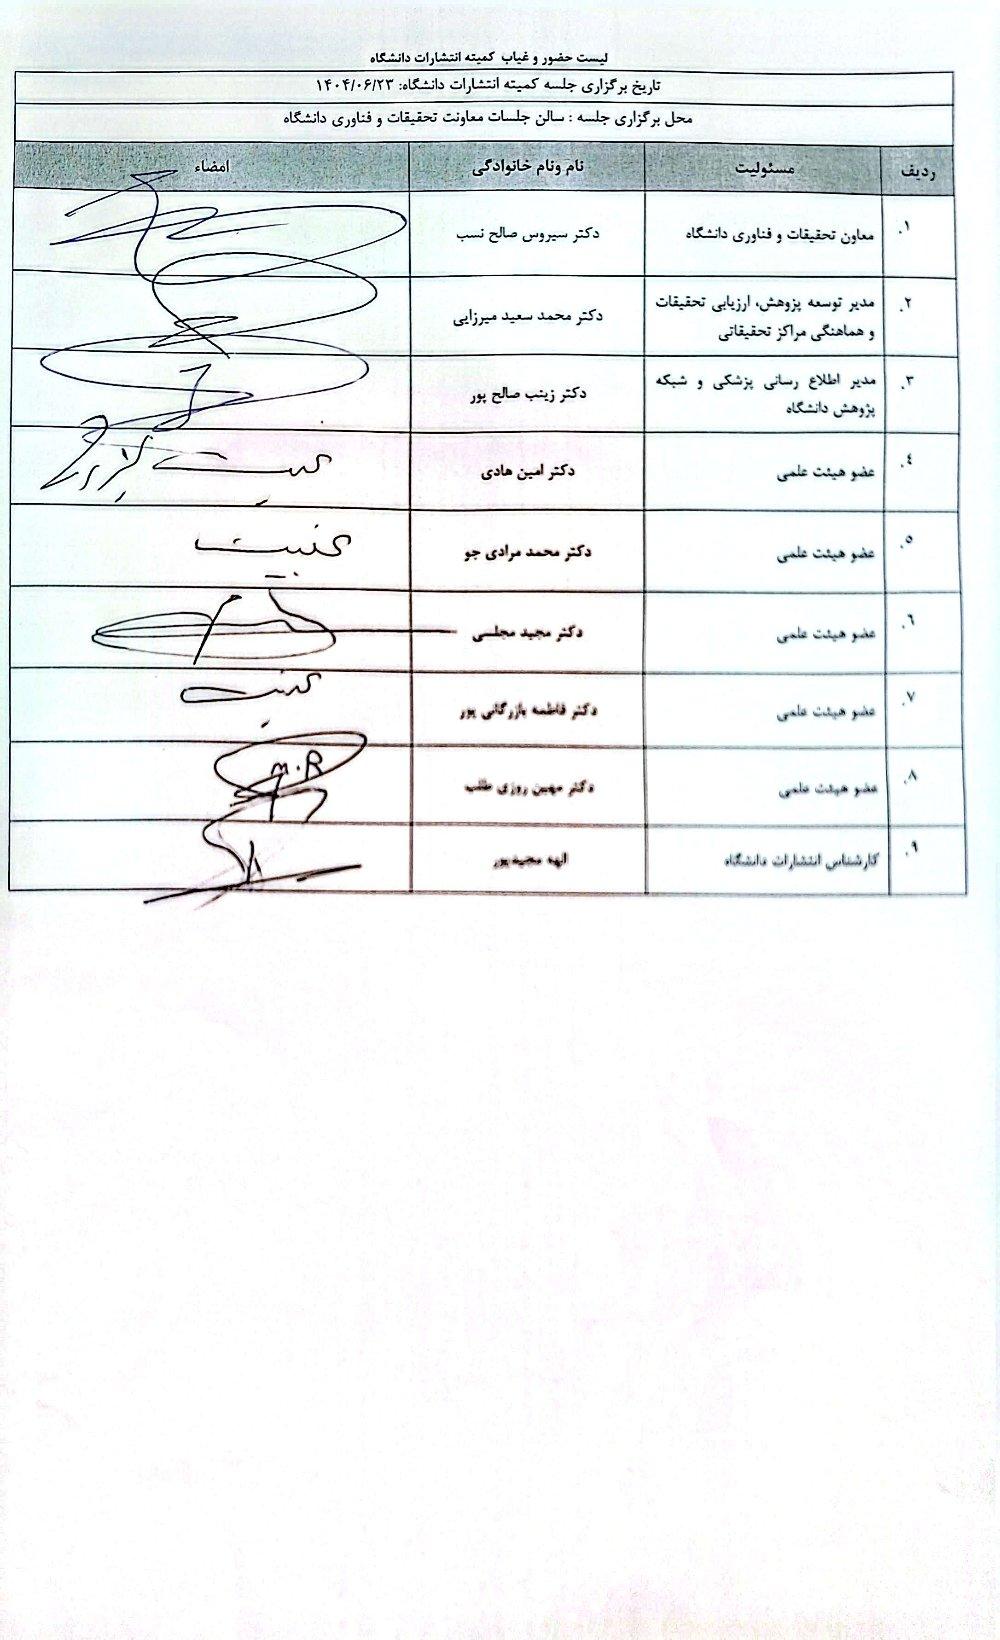 لیست حضور و غیاب کمیته انتشارات دانشگاه
تاریخ برگزاری جلسه کمیته انتشارات دانشگاه: ۱۴۰۴/۰۶/۲۳
محل برگزاری جلسه : سالن جلسات معاونت تحقیقات و فناوری دانشگاه
ردیف مسئولیت نام ونام خانوادگی امضاء
۱. معاون تحقیقات و فناوری دانشگاه دکتر سیروس صالح نسب
۲. مدیر توسعه پژوهش، ارزیابی تحقیقات دکتر محمد سعید میرزایی
و هماهنگی مراکز تحقیقاتی
۳. مدیر اطلاع رسانی پزشکی و شبکه دکتر زینب صالح پور
پژوهش دانشگاه
۴. عضو هیئت علمی دکتر امین هادی غیبت
۵. عضو هیئت علمی دکتر محمد مرادی جو غیبت
۶. عضو هیئت علمی دکتر مجید مجلسی
۷. عضو هیئت علمی دکتر فاطمه بازرگانی پور غیبت
۸. عضو هیئت علمی دکتر مهین روزی طلب M.R
۹. کارشناس انتشارات دانشگاه الهه مجیدپور